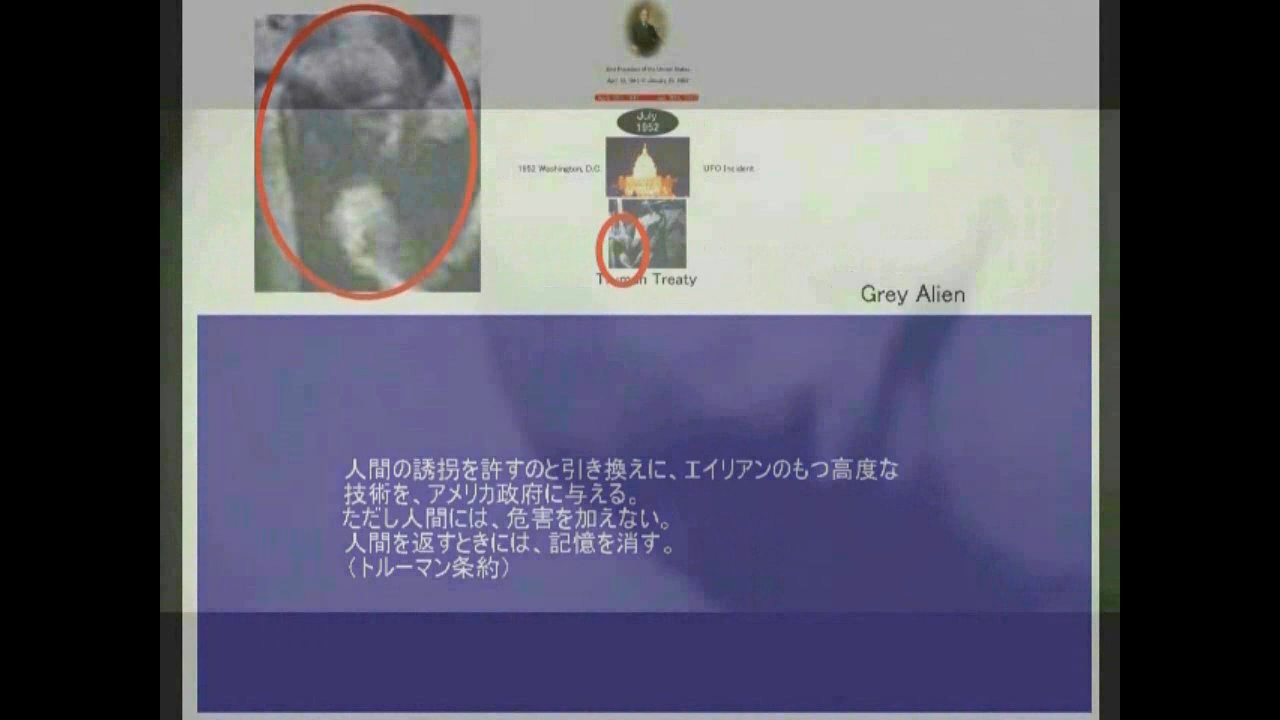 July
1952
1952 Washington, D.C.
UFO Incident
Treaty
Grey Alien
人間の誘拐を許すのと引き換えに、エイリアンのもつ高度な
技術を、アメリカ政府に与える。
ただし人間には、危害を加えない。
人間を返すときには、記憶を消す。
（トルーマン条約）